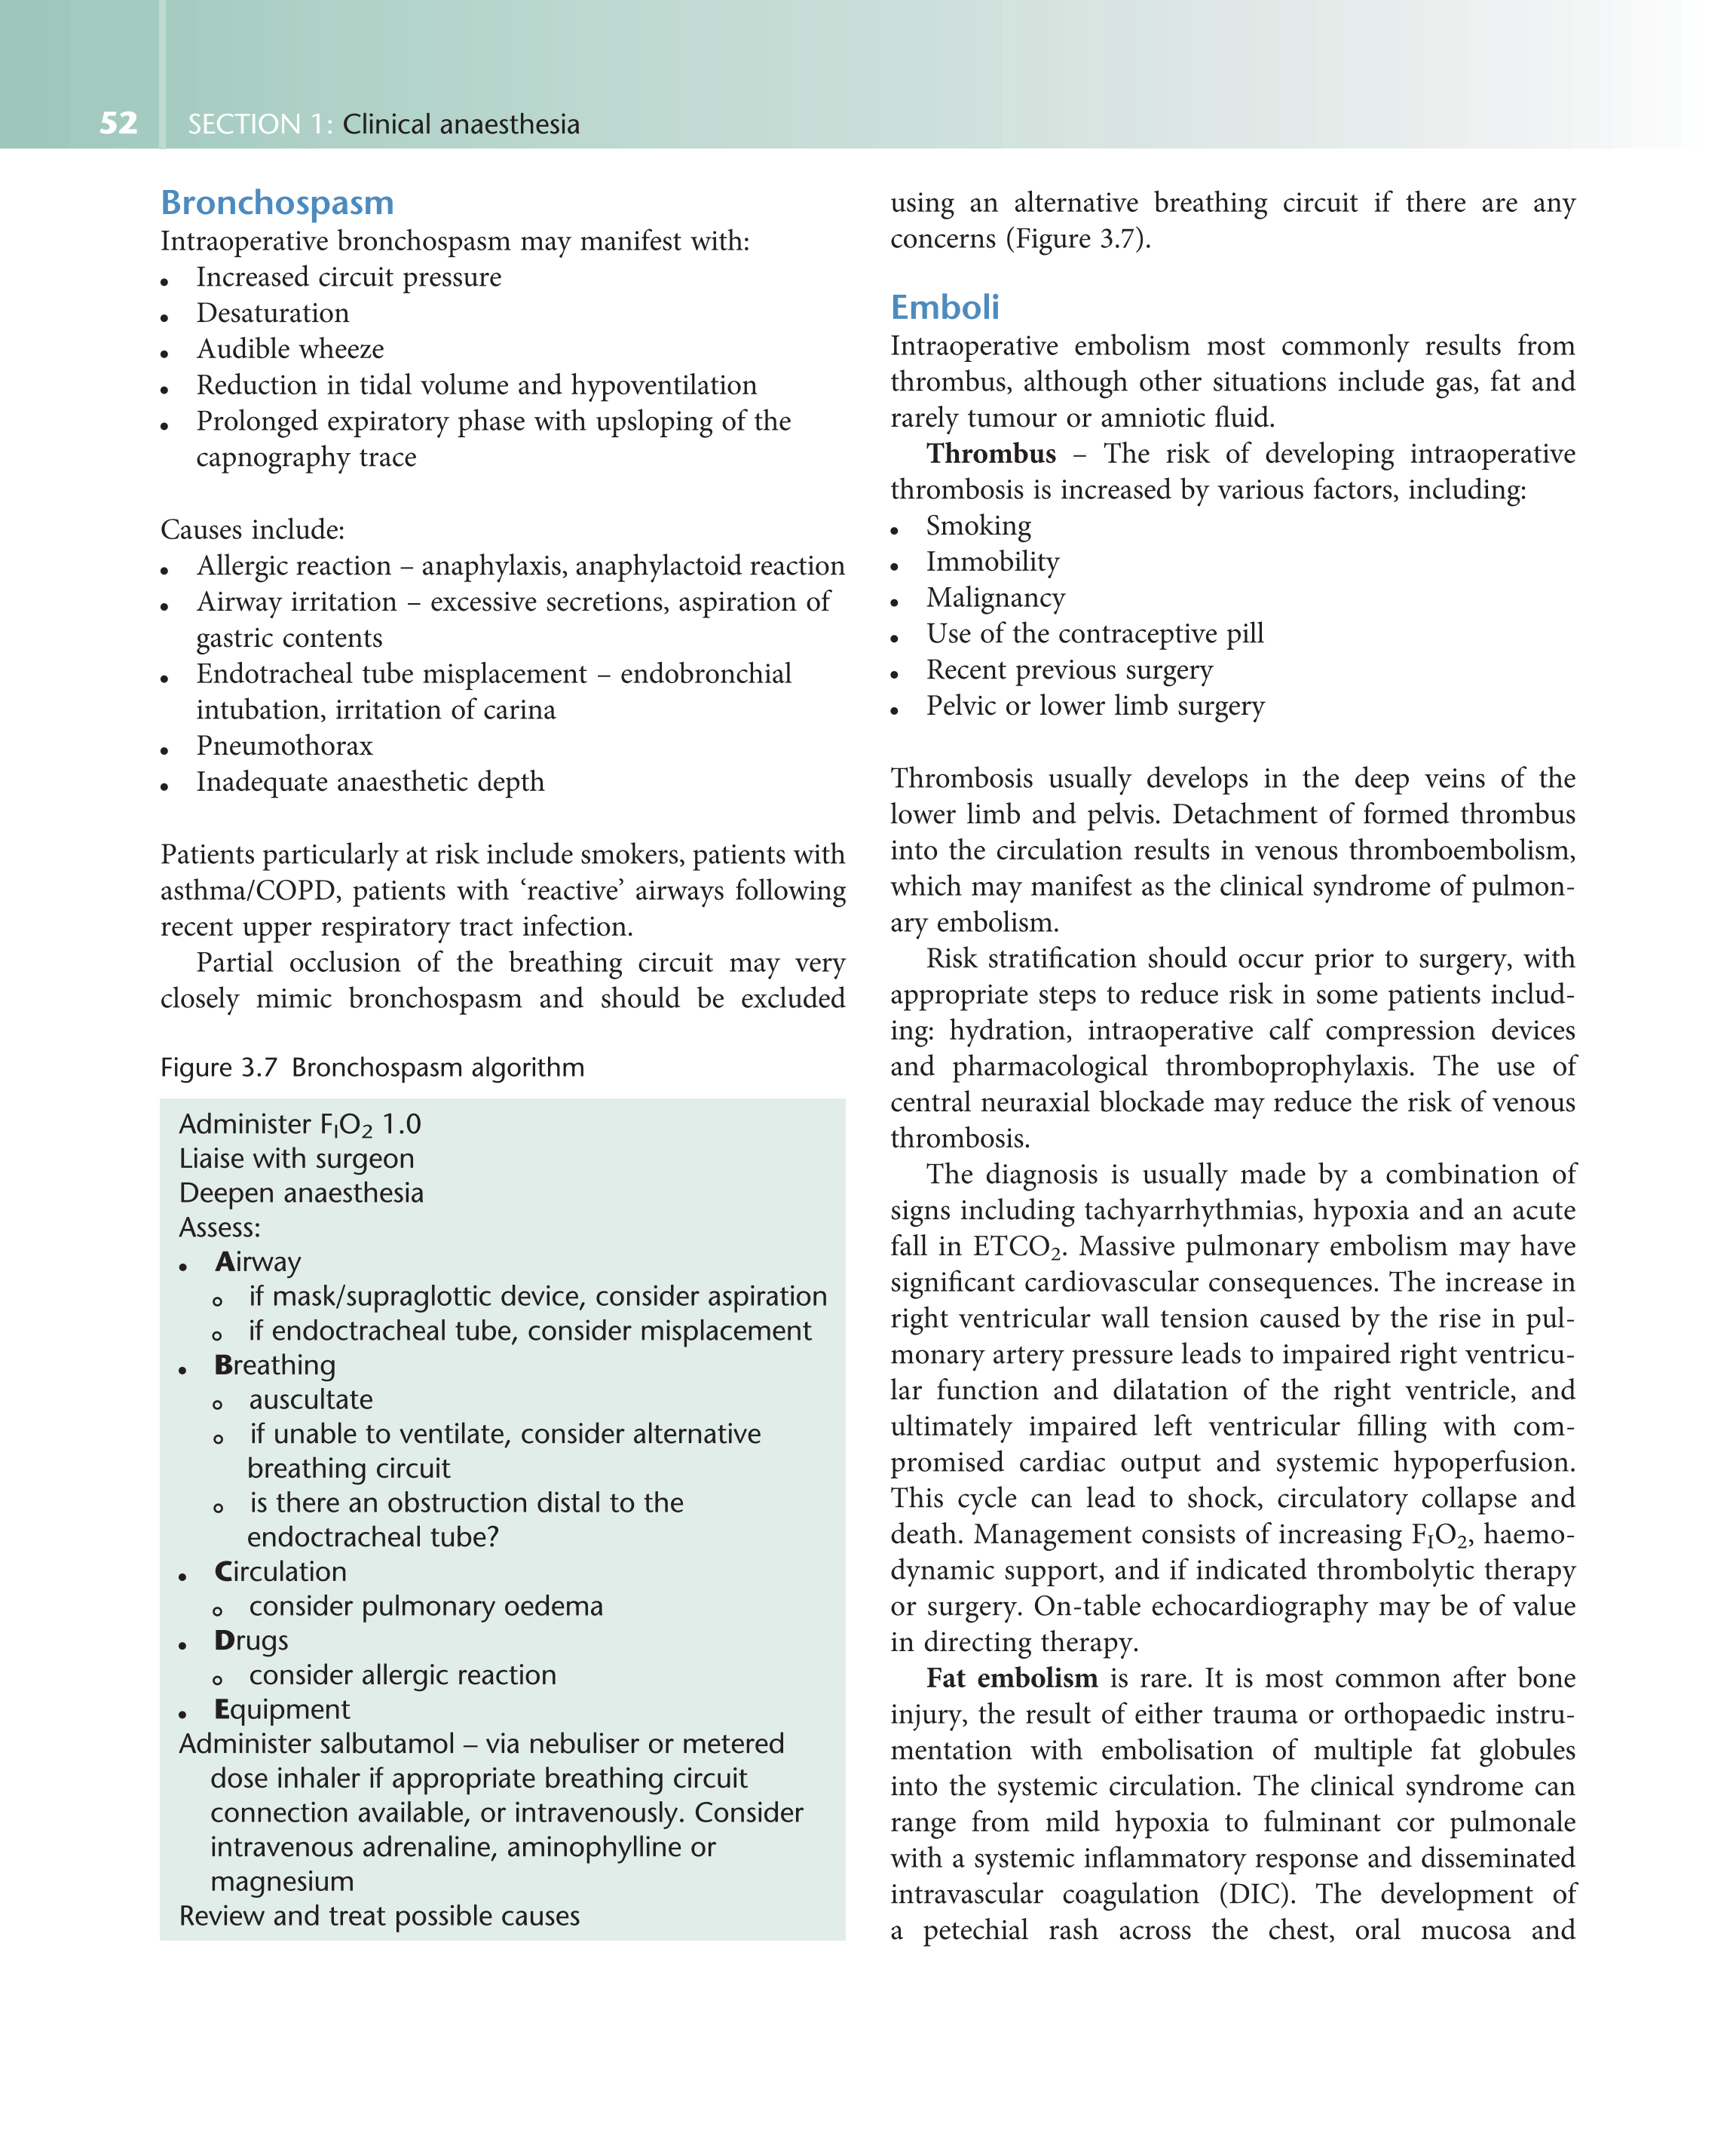 52 SECTION 1: Clinical anaesthesia
Bronchospasm
Intraoperative bronchospasm may manifest with:
• Increased circuit pressure
• Desaturation
• Audible wheeze
• Reduction in tidal volume and hypoventilation
• Prolonged expiratory phase with upsloping of the
capnography trace
Causes include:
• Allergic reaction – anaphylaxis, anaphylactoid reaction
• Airway irritation – excessive secretions, aspiration of
gastric contents
• Endotracheal tube misplacement – endobronchial
intubation, irritation of carina
• Pneumothorax
• Inadequate anaesthetic depth
Patients particularly at risk include smokers, patients with
asthma/COPD, patients with ‘reactive’ airways following
recent upper respiratory tract infection.
Partial occlusion of the breathing circuit may very
closely mimic bronchospasm and should be excluded
Figure 3.7 Bronchospasm algorithm
Administer FIO2 1.0
Liaise with surgeon
Deepen anaesthesia
Assess:
• Airway
o if mask/supraglottic device, consider aspiration
o if endoctracheal tube, consider misplacement
• Breathing
o auscultate
o if unable to ventilate, consider alternative
breathing circuit
o is there an obstruction distal to the
endoctracheal tube?
• Circulation
o consider pulmonary oedema
• Drugs
o consider allergic reaction
• Equipment
Administer salbutamol – via nebuliser or metered
dose inhaler if appropriate breathing circuit
connection available, or intravenously. Consider
intravenous adrenaline, aminophylline or
magnesium
Review and treat possible causes
using an alternative breathing circuit if there are any
concerns (Figure 3.7).
Emboli
Intraoperative embolism most commonly results from
thrombus, although other situations include gas, fat and
rarely tumour or amniotic fluid.
Thrombus – The risk of developing intraoperative
thrombosis is increased by various factors, including:
• Smoking
• Immobility
• Malignancy
• Use of the contraceptive pill
• Recent previous surgery
• Pelvic or lower limb surgery
Thrombosis usually develops in the deep veins of the
lower limb and pelvis. Detachment of formed thrombus
into the circulation results in venous thromboembolism,
which may manifest as the clinical syndrome of pulmon-
ary embolism.
Risk stratification should occur prior to surgery, with
appropriate steps to reduce risk in some patients includ-
ing: hydration, intraoperative calf compression devices
and pharmacological thromboprophylaxis. The use of
central neuraxial blockade may reduce the risk of venous
thrombosis.
The diagnosis is usually made by a combination of
signs including tachyarrhythmias, hypoxia and an acute
fall in ETCO2. Massive pulmonary embolism may have
significant cardiovascular consequences. The increase in
right ventricular wall tension caused by the rise in pul-
monary artery pressure leads to impaired right ventricu-
lar function and dilatation of the right ventricle, and
ultimately impaired left ventricular filling with com-
promised cardiac output and systemic hypoperfusion.
This cycle can lead to shock, circulatory collapse and
death. Management consists of increasing FIO2, haemo-
dynamic support, and if indicated thrombolytic therapy
or surgery. On-table echocardiography may be of value
in directing therapy.
Fat embolism is rare. It is most common after bone
injury, the result of either trauma or orthopaedic instru-
mentation with embolisation of multiple fat globules
into the systemic circulation. The clinical syndrome can
range from mild hypoxia to fulminant cor pulmonale
with a systemic inflammatory response and disseminated
intravascular coagulation (DIC). The development of
a petechial rash across the chest, oral mucosa and